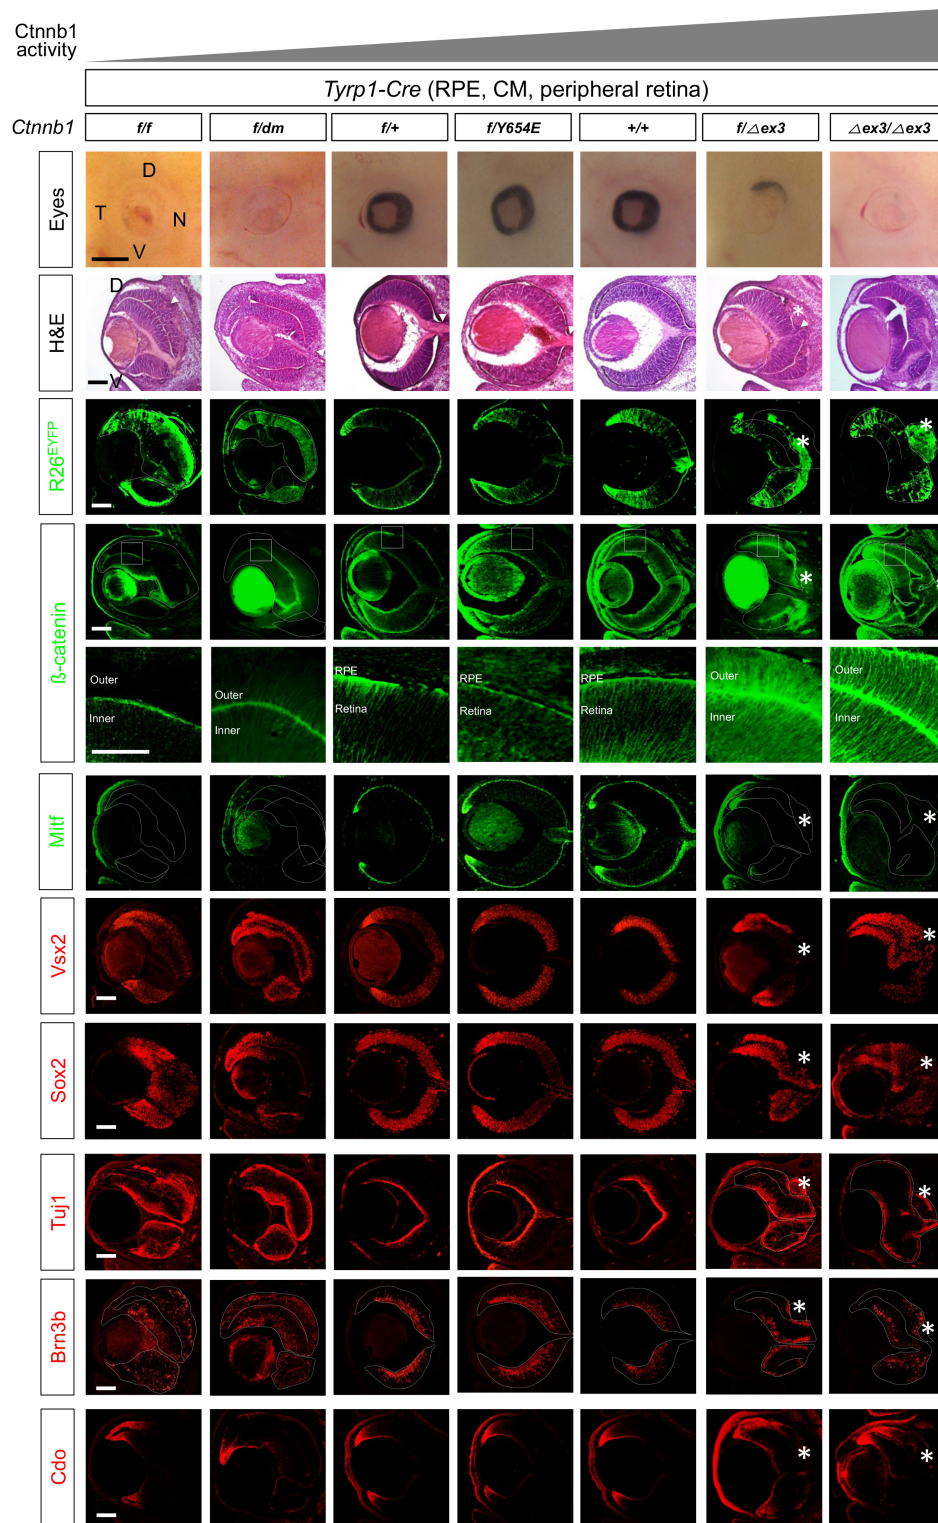 Ctnnb1
activity
Tyrp1-Cre (RPE, CM, peripheral retina)
Ctnnb1
f/f
f/dm
f/+
f/Y654E
+/+
f/△ex3
△ex3/△ex3
Eyes
D
T
N
V
H&E
D
V
*
R26EYFP
*
*
ß-catenin
*
*
Outer
Inner
Outer
Inner
RPE
Retina
RPE
Retina
RPE
Retina
Outer
Inner
Outer
Inner
Mitf
*
*
Vsx2
*
*
Sox2
*
*
Tuj1
*
*
Brn3b
*
*
Cdo
*
*